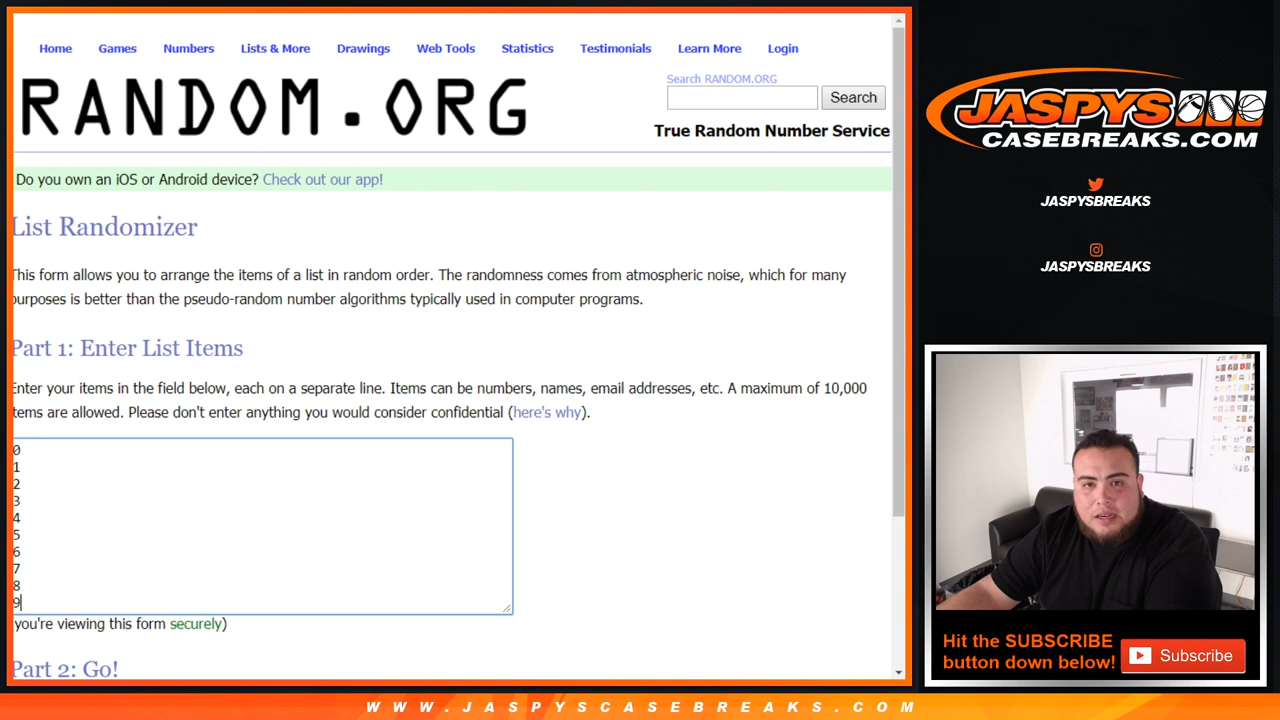 Home Games Numbers Lists & More Drawings Web Tools Statistics Testimonials Learn More Login
RANDOM.ORG
Search RANDOM.ORG
Search
True Random Number Service
Do you own an iOS or Android device? Check out our app!
List Randomizer
This form allows you to arrange the items of a list in random order. The randomness comes from atmospheric noise, which for many
purposes is better than the pseudo-random number algorithms typically used in computer programs.
Part 1: Enter List Items
Enter your items in the field below, each on a separate line. Items can be numbers, names, email addresses, etc. A maximum of 10,000
items are allowed. Please don't enter anything you would consider confidential (here's why).
0
1
2
3
4
5
6
7
8
9
you're viewing this form securely)
Part 2: Go!
JASPYS
CASEBREAKS.COM
JASPYSBREAKS
JASPYSBREAKS
Hit the SUBSCRIBE
button down below!
Subscribe
WWW.JASPYSCASEBREAKS.COM